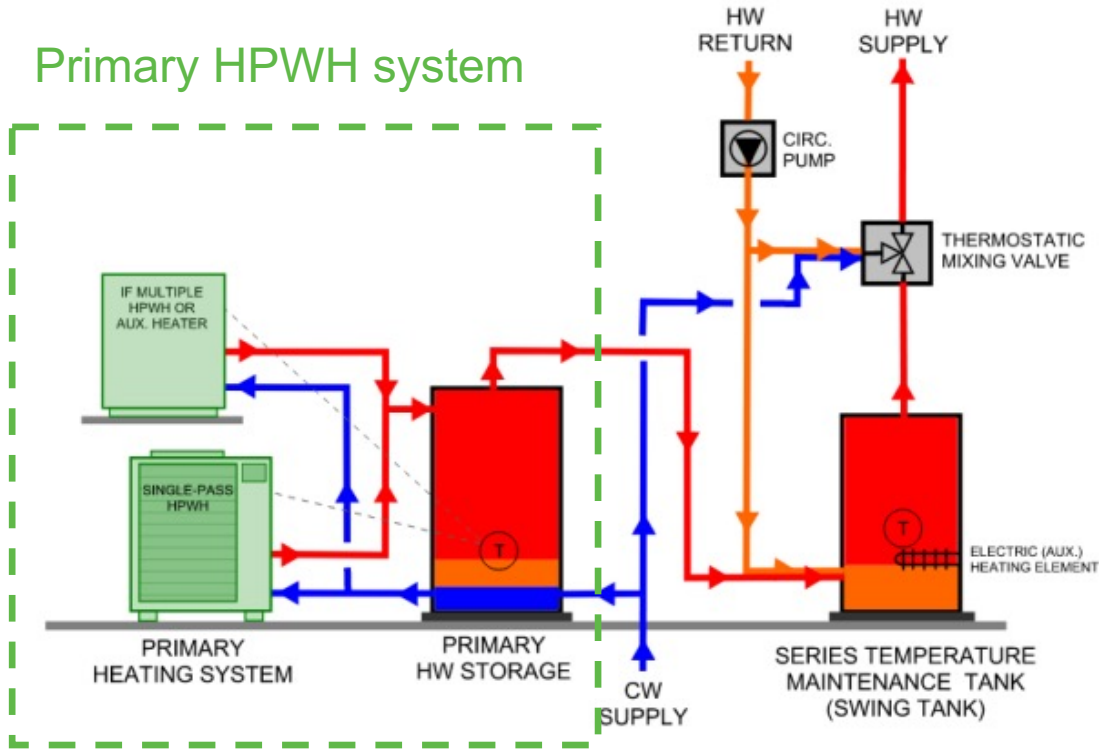 Primary HPWH system
HW
RETURN
HW
SUPPLY
CIRC.
PUMP
THERMOSTATIC
MIXING VALVE
IF MULTIPLE
HPWH OR
AUX. HEATER
SINGLE-PASS
HPWH
T
T
ELECTRIC (AUX.)
HEATING ELEMENT
PRIMARY
HEATING SYSTEM
PRIMARY
HW STORAGE
CW
SUPPLY
SERIES TEMPERATURE
MAINTENANCE TANK
(SWING TANK)